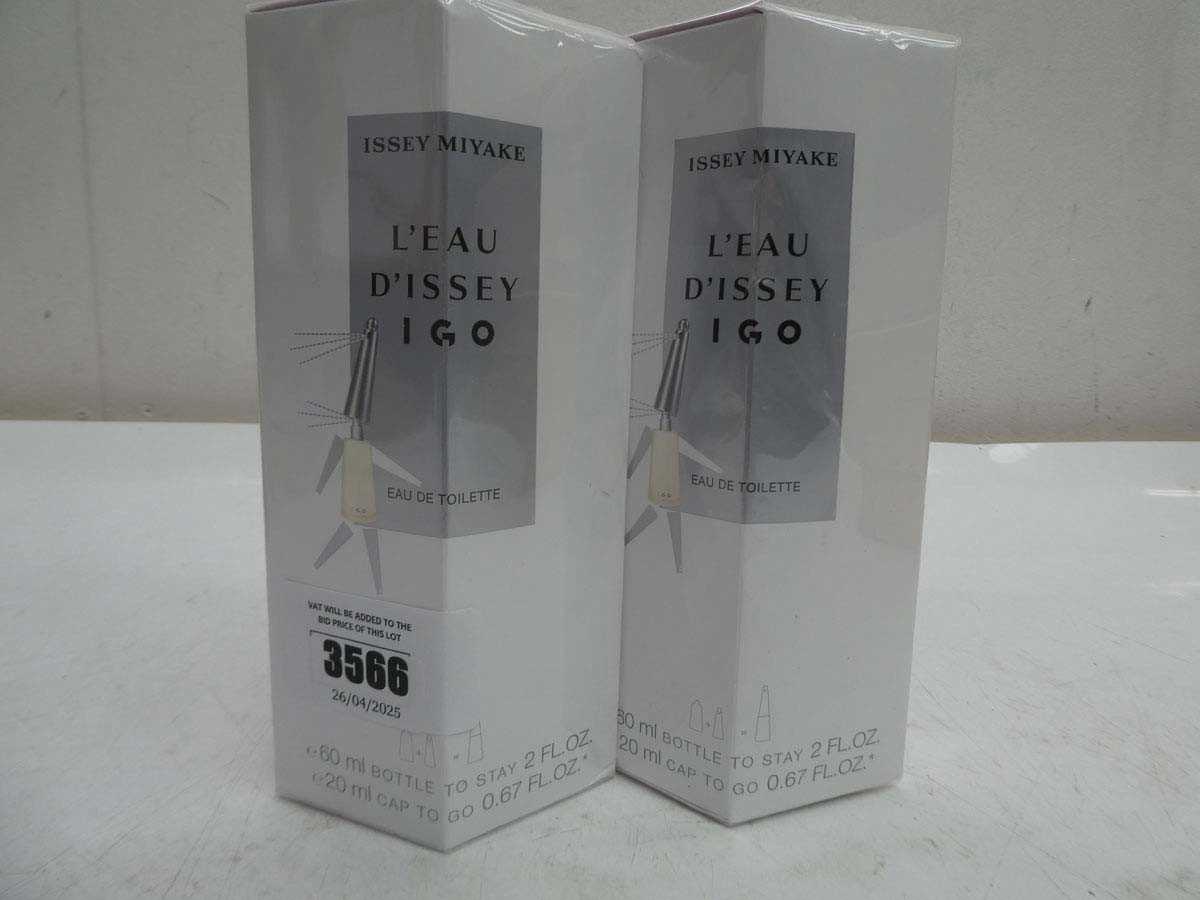 ISSEY MIYAKE
L'EAU
D'ISSEY
IGO
EAU DE TOILETTE
VAT WILL BE ADDED TO THE
BID PRICE OF THIS LOT
3566
26/04/2025
℮60 ml BOTTLE TO STAY 2 FL.OZ.
℮20 ml CAP TO GO 0.67 FL.OZ.*
ISSEY MIYAKE
L'EAU
D'ISSEY
IGO
EAU DE TOILETTE
60 ml BOTTLE TO STAY 2 FL.OZ.
20 ml CAP TO GO 0.67 FL.OZ.*